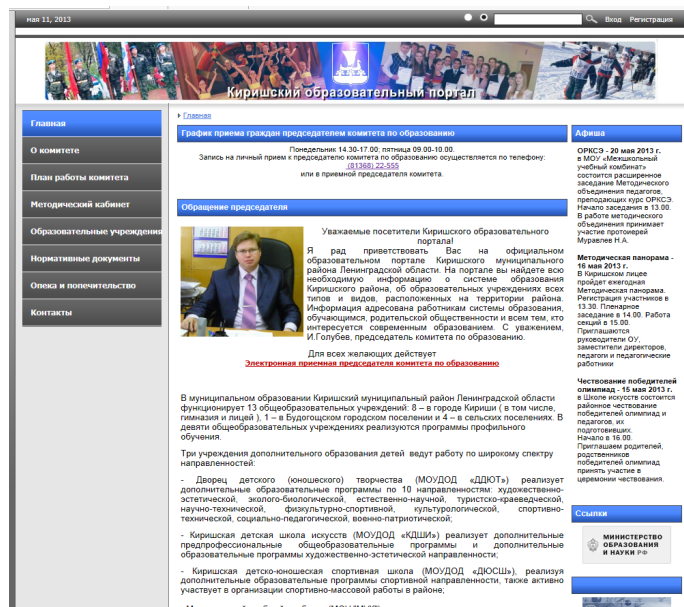 мая 11, 2013
Вход Регистрация
Киришский образовательный портал
Главная
О комитете
План работы комитета
Методический кабинет
Образовательные учреждения
Нормативные документы
Опека и попечительство
Контакты
Главная
График приема граждан председателем комитета по образованию
Понедельник 14.30-17.00; пятница 09.00-10.00.
Запись на личный прием к председателю комитета по образованию осуществляется по телефону:
(81368) 22-555
или в приемной председателя комитета.
Обращение председателя
Уважаемые посетители Киришского образовательного
портала!
Я рад приветствовать Вас на официальном
образовательном портале Киришского муниципального
района Ленинградской области. На портале вы найдете всю
необходимую информацию о системе образования
Киришского района, об образовательных учреждениях всех
типов и видов, расположенных на территории района.
Информация адресована работникам системы образования,
обучающимся, родительской общественности и всем тем, кто
интересуется современным образованием. С уважением,
И.Голубев, председатель комитета по образованию.
Для всех желающих действует
Электронная приемная председателя комитета по образованию
В муниципальном образовании Киришский муниципальный район Ленинградской области
функционирует 13 общеобразовательных учреждений: 8 – в городе Кириши ( в том числе,
гимназия и лицей ), 1 – в Будогощском городском поселении и 4 – в сельских поселениях. В
девяти общеобразовательных учреждениях реализуются программы профильного
обучения.
Три учреждения дополнительного образования детей ведут работу по широкому спектру
направленностей:
- Дворец детского (юношеского) творчества (МОУДОД «ДДЮТ») реализует
дополнительные образовательные программы по 10 направленностям: художественно-
эстетической, эколого-биологической, естественно-научной, туристско-краеведческой,
научно-технической, физкультурно-спортивной, культурологической, спортивно-
технической, социально-педагогической, военно-патриотической;
- Киришская детская школа искусств (МОУДОД «КДШИ») реализует дополнительные
предпрофессиональные общеобразовательные программы и дополнительные
образовательные программы художественно-эстетической направленности;
- Киришская детско-юношеская спортивная школа (МОУДОД «ДЮСШ»), реализуя
дополнительные образовательные программы спортивной направленности, также активно
участвует в организации спортивно-массовой работы в районе;
Афиша
ОРКСЭ - 20 мая 2013 г.
в МОУ «Межшкольный
учебный комбинат»
состоится расширенное
заседание Методического
объединения педагогов,
преподающих курс ОРКСЭ.
Начало заседания в 13.00.
В работе методического
объединения принимает
участие протоиерей
Муравлев Н.А.
Методическая панорама -
16 мая 2013 г.
В Киришском лицее
пройдет ежегодная
Методическая панорама.
Регистрация участников в
13.30. Пленарное
заседание в 14.00. Работа
секций в 15.00.
Приглашаются
руководители ОУ,
заместители директоров,
педагоги и педагогические
работники
Чествование победителей
олимпиад - 15 мая 2013 г.
в Школе искусств состоится
районное чествование
победителей олимпиад и
педагогов, их
подготовивших.
Начало в 16.00.
Приглашаем родителей,
родственников
победителей олимпиад
принять участие в
церемонии чествования.
Ссылки
МИНИСТЕРСТВО
ОБРАЗОВАНИЯ
И НАУКИ РФ